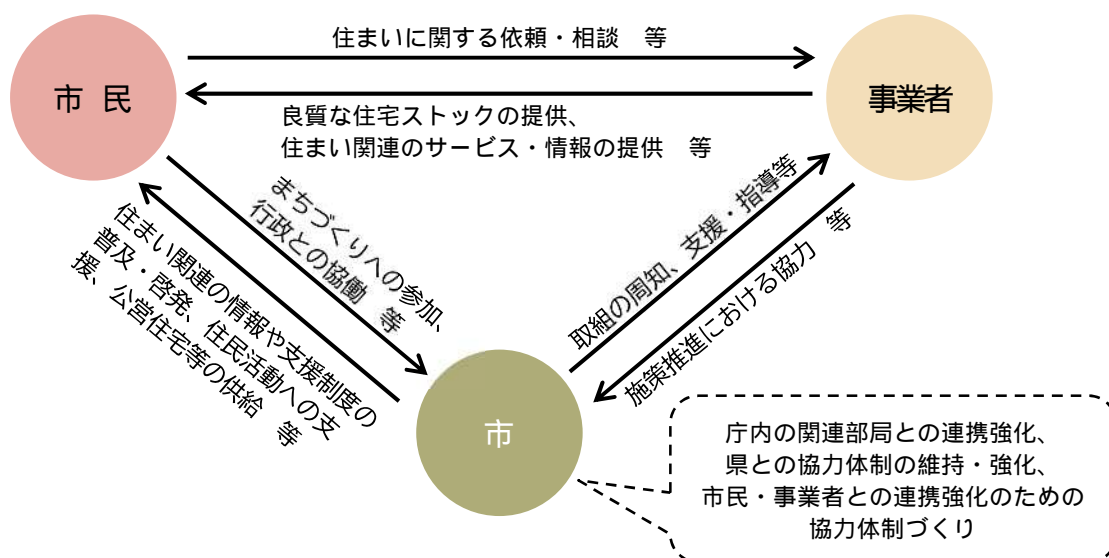 住まいに関する依頼・相談　等
市 民
事業者
良質な住宅ストックの提供、
住まい関連のサービス・情報の提供　等
まちづくりへの参加、
行政との協働　等
住まい関連の情報や支援制度の
普及・啓発、住民活動への支
援、公営住宅等の供給　等
取組の周知、支援・指導等
施策推進における協力　等
市
庁内の関連部局との連携強化、
県との協力体制の維持・強化、
市民・事業者との連携強化のための
協力体制づくり